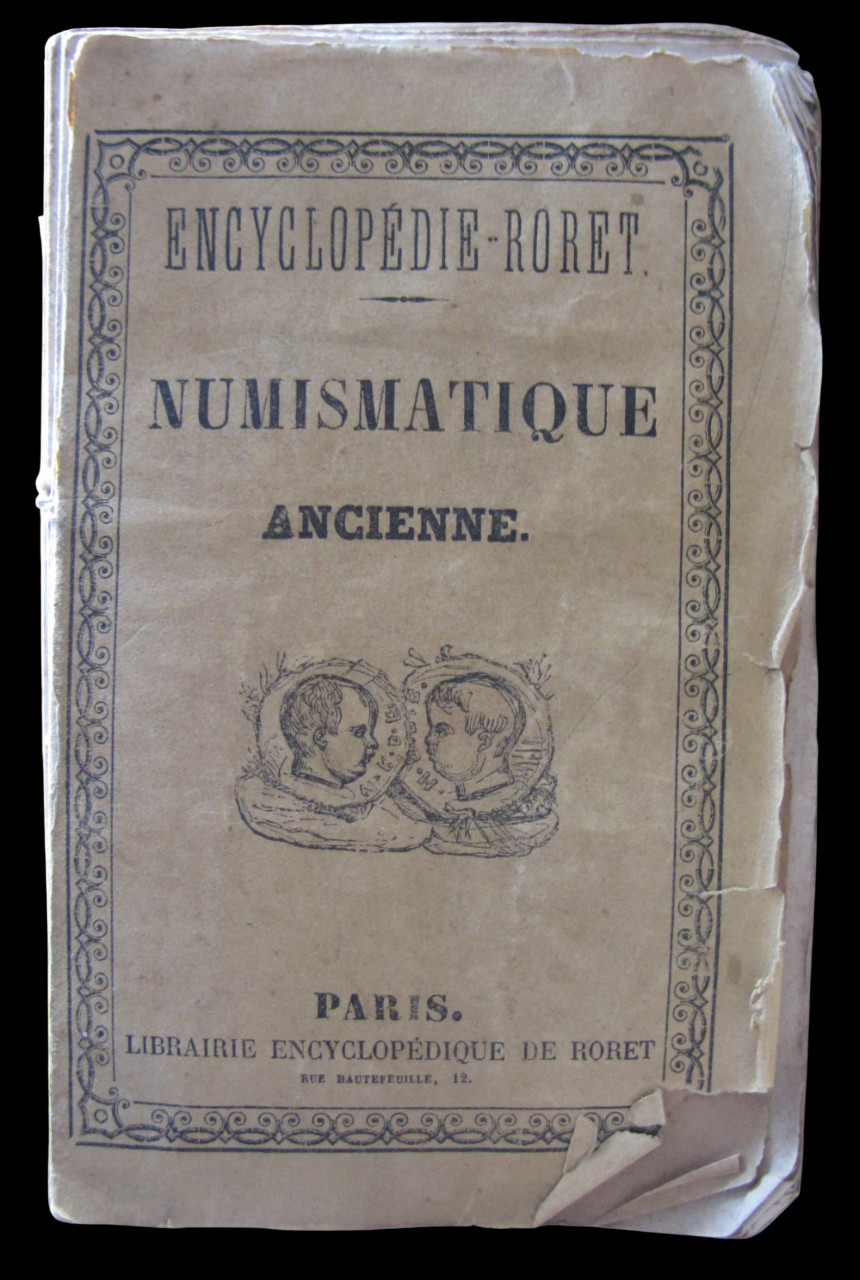 ENCYCLOPÉDIE-RORET.
NUMISMATIQUE
ANCIENNE.
PARIS.
LIBRAIRIE ENCYCLOPÉDIQUE DE RORET
RUE HAUTEFEUILLE, 12.